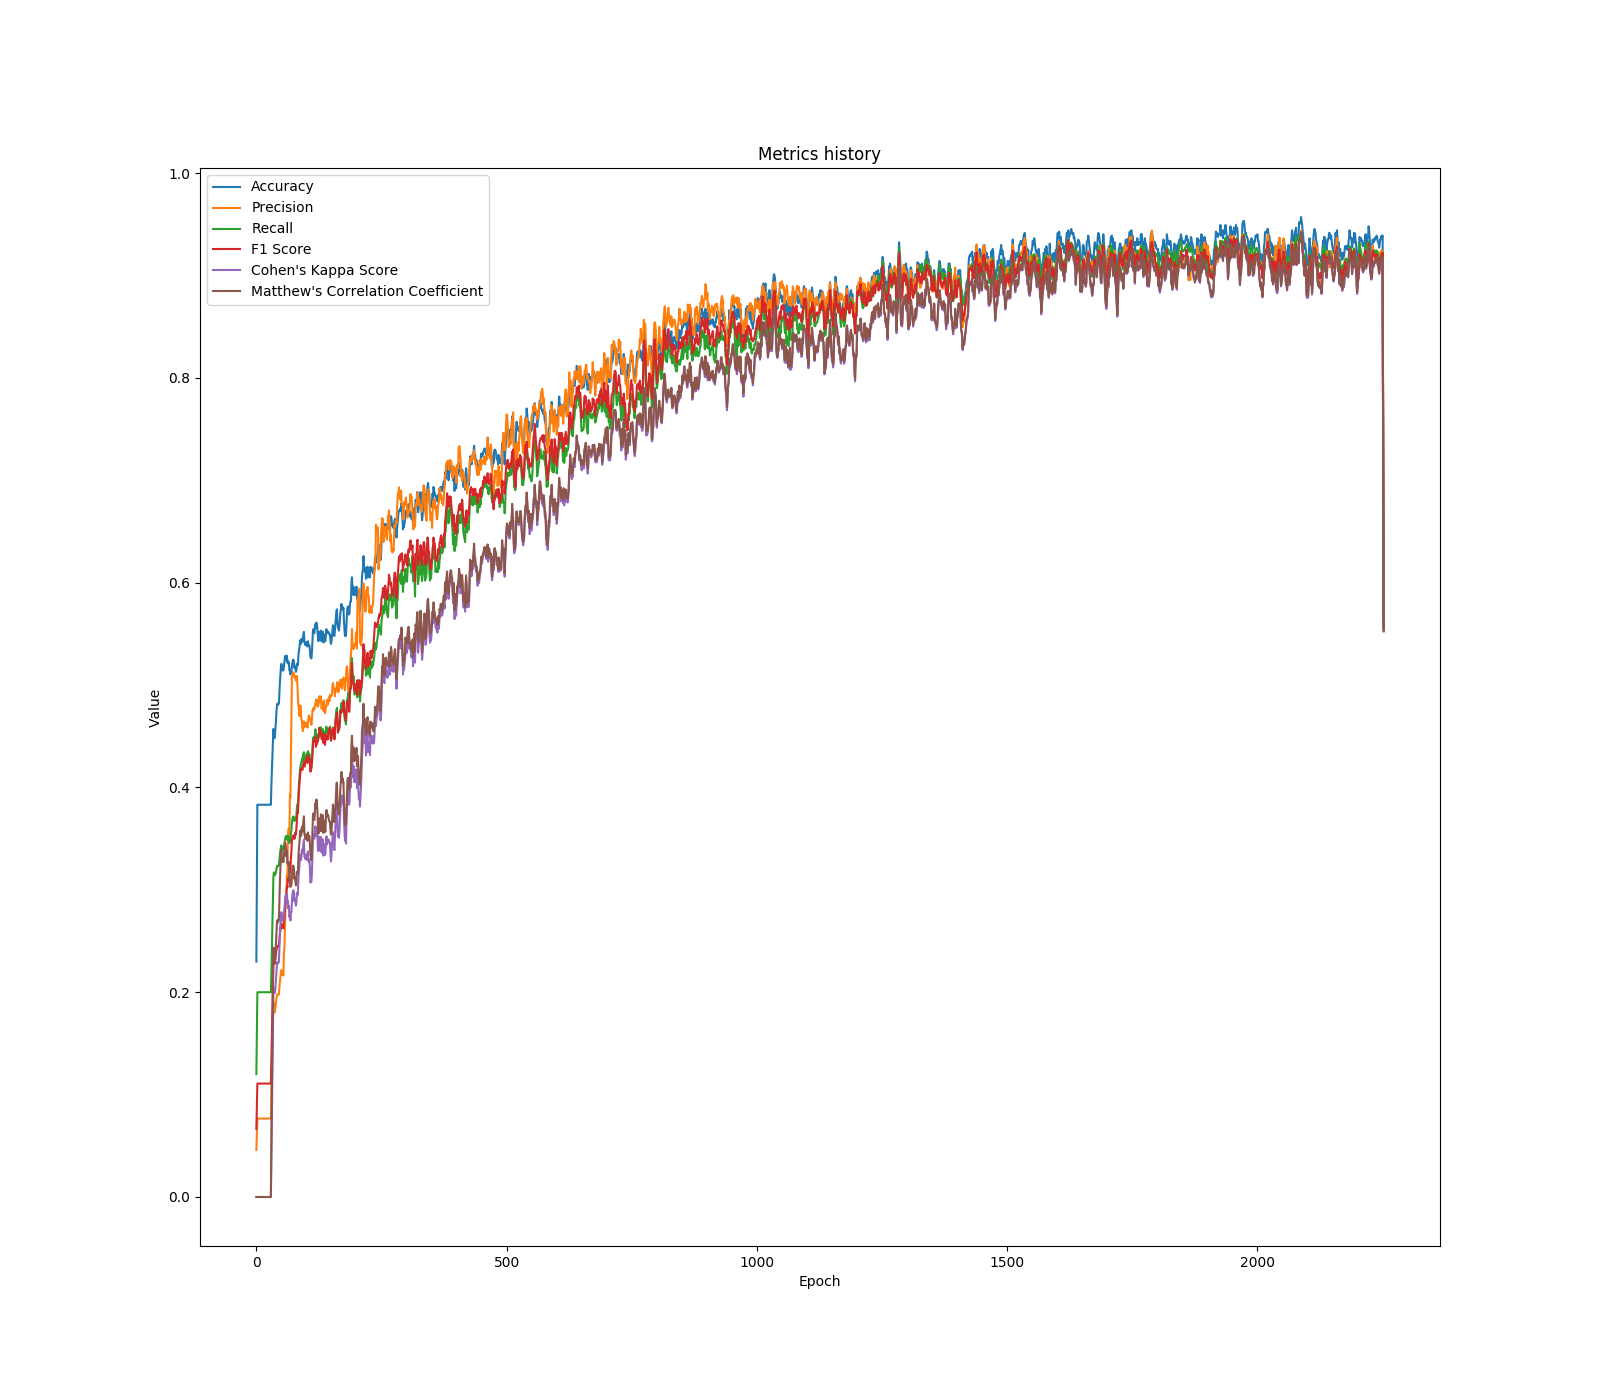 Metrics history
1.0
Accuracy
Precision
Recall
F1 Score
Cohen's Kappa Score
Matthew's Correlation Coefficient
0.8
0.6
Value
0.4
0.2
0.0
0 500 1000 1500 2000
Epoch